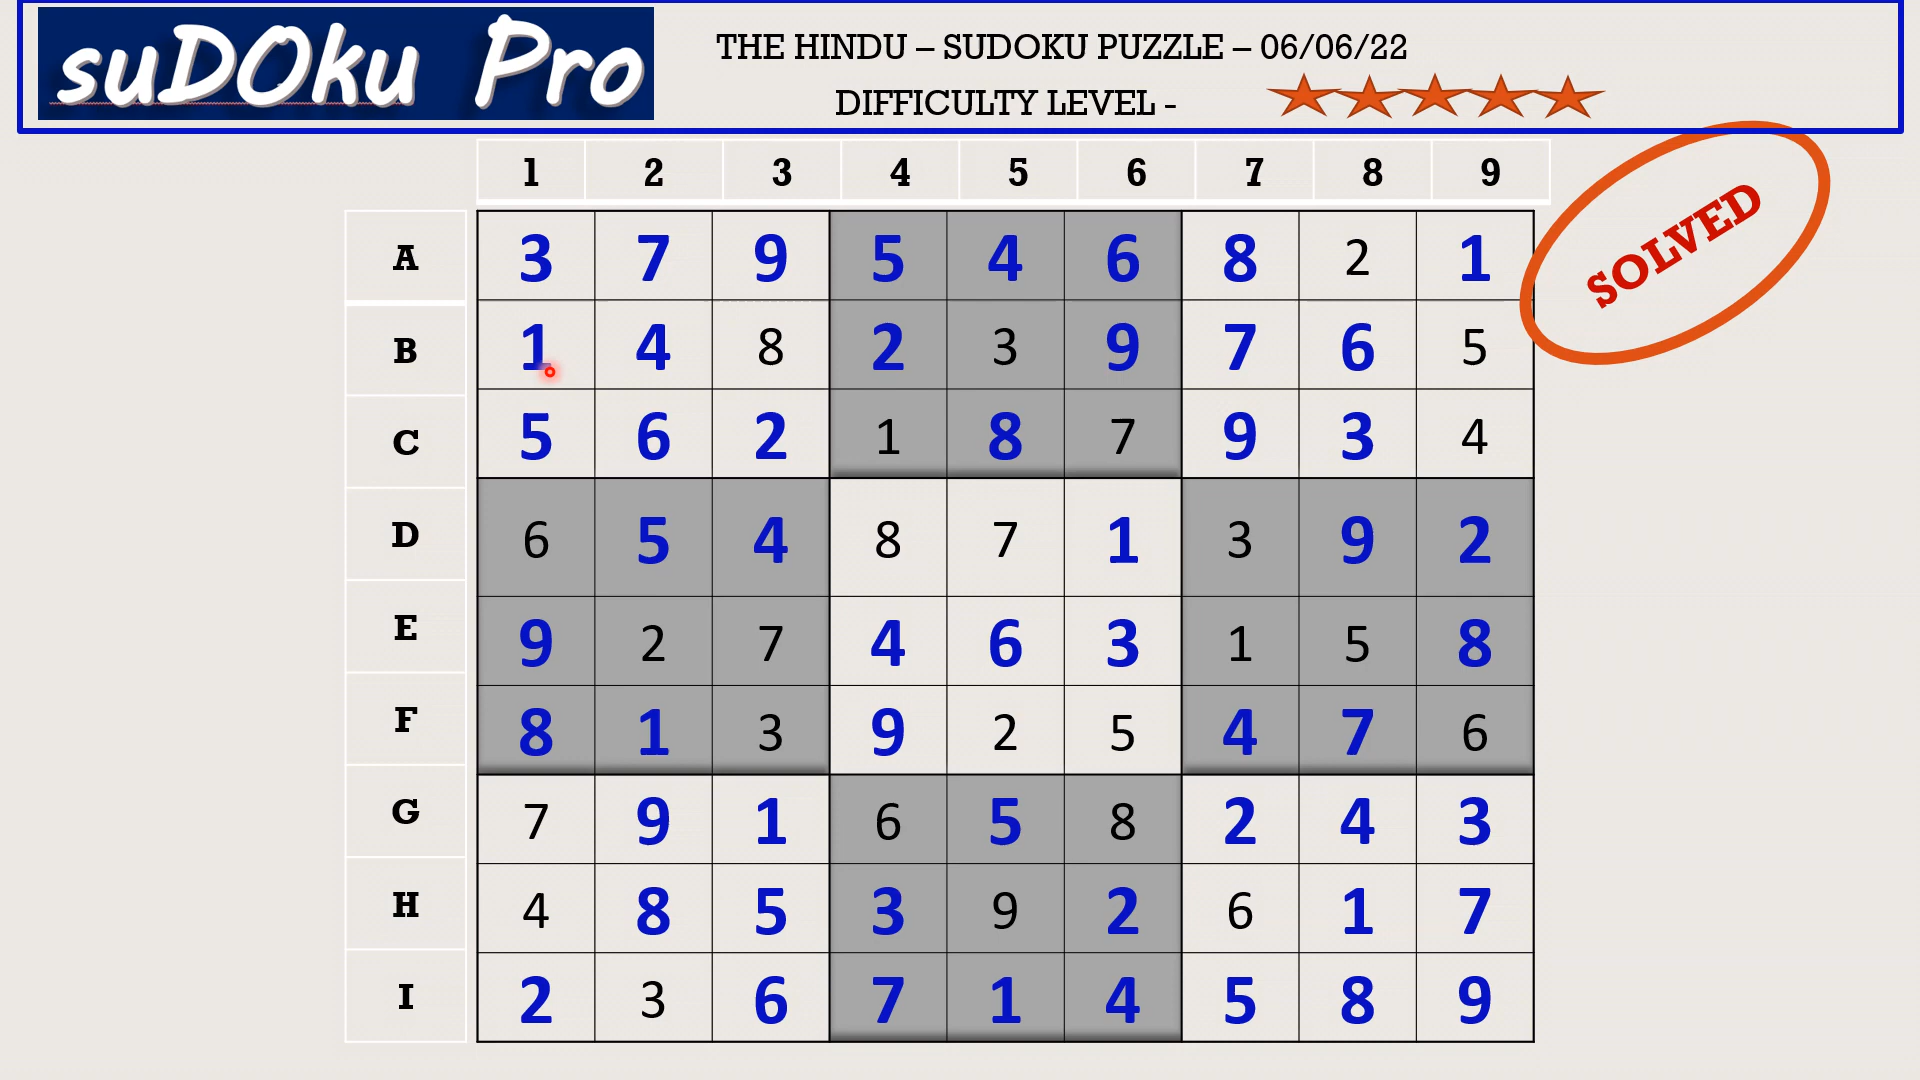 suDOku Pro
THE HINDU – SUDOKU PUZZLE – 06/06/22
DIFFICULTY LEVEL -
SOLVED
1 2 3 4 5 6 7 8 9
A 3 7 9 5 4 6 8 2 1
B 1 4 8 2 3 9 7 6 5
C 5 6 2 1 8 7 9 3 4
D 6 5 4 8 7 1 3 9 2
E 9 2 7 4 6 3 1 5 8
F 8 1 3 9 2 5 4 7 6
G 7 9 1 6 5 8 2 4 3
H 4 8 5 3 9 2 6 1 7
I 2 3 6 7 1 4 5 8 9